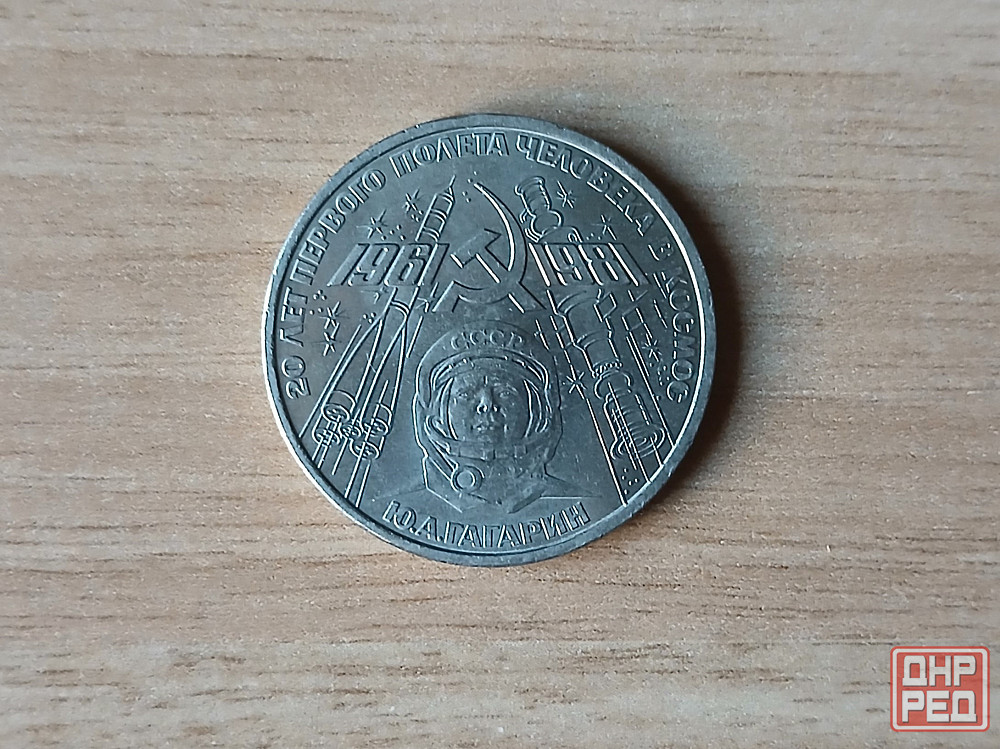 20 ЛЕТ ПЕРВОГО ПОЛЕТА ЧЕЛОВЕКА В КОСМОС
1961 1981
СССР
Ю.А.ГАГАРИН
ДНР
РЕД